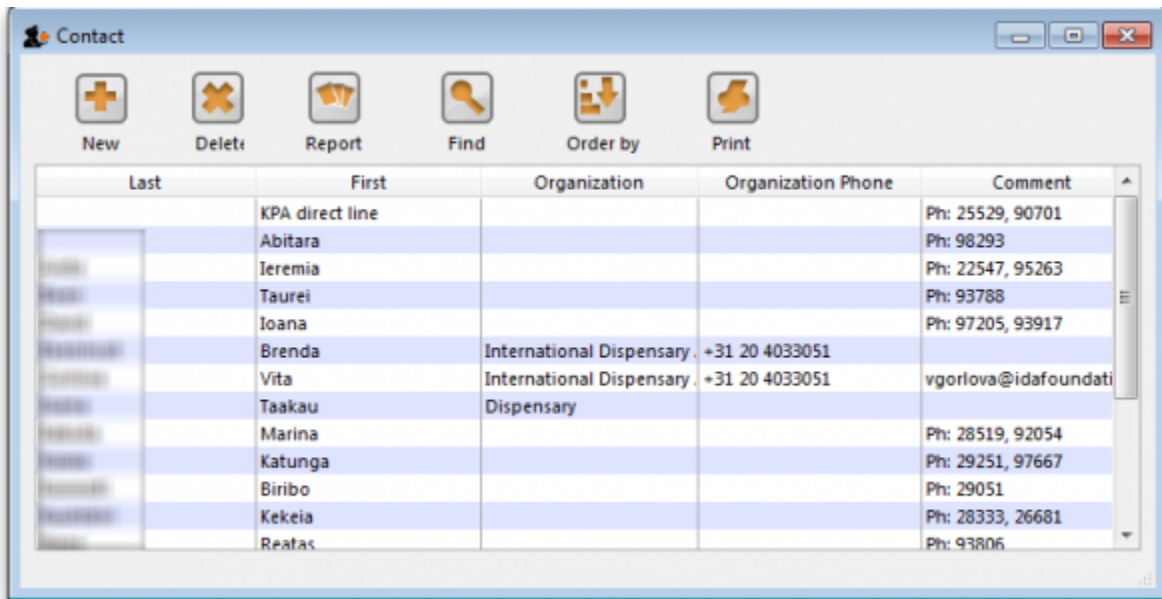 Contact
New Delete Report Find Order by Print
Last First Organization Organization Phone Comment
KPA direct line Ph: 25529, 90701
Abitara Ph: 98293
Ieremia Ph: 22547, 95263
Taurei Ph: 93788
Ioana Ph: 97205, 93917
Brenda International Dispensary +31 20 4033051
Vita International Dispensary +31 20 4033051 vgorlova@idafoundati
Taakau Dispensary
Marina Ph: 28519, 92054
Katunga Ph: 29251, 97667
Biribo Ph: 29051
Kekeia Ph: 28333, 26681
Reatas Ph: 93806